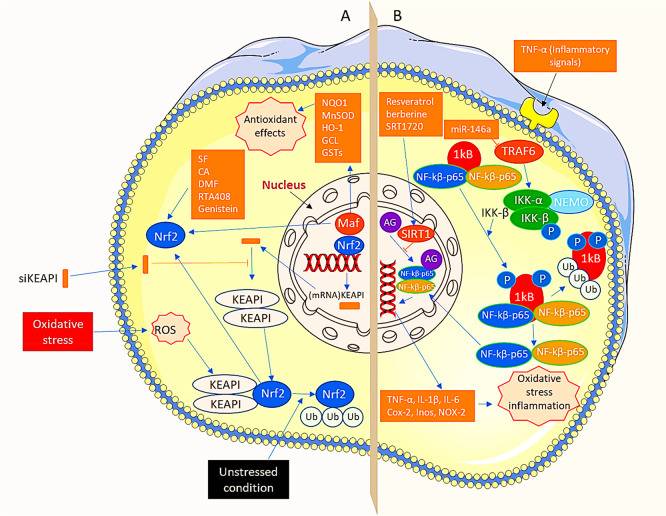 A
B
TNF-α (Inflammatory
signals)
NQO1
MnSOD
HO-1
GCL
GSTs
Antioxidant
effects
Resveratrol
berberine
SRT1720
miR-146a
TRAF6
1kB
NF-kβ-p65
NF-kβ-p65
SF
CA
DMF
RTA408
Genistein
Nucleus
IKK-α
NEMO
IKK-β
IKK-β
P
Nrf2
Maf
Nrf2
AG
SIRT1
AG
NF-kβ-p65
NF-kβ-p65
P
P
1kB
Ub
Ub
Ub
siKEAPI
(mRNA)KEAPI
KEAPI
KEAPI
P
P
1kB
NF-kβ-p65
NF-kβ-p65
Oxidative
stress
ROS
NF-kβ-p65
NF-kβ-p65
KEAPI
KEAPI
Nrf2
Nrf2
Ub
Ub
Ub
TNF-α, IL-1β, IL-6
Cox-2, Inos, NOX-2
Oxidative
stress
inflammation
Unstressed
condition